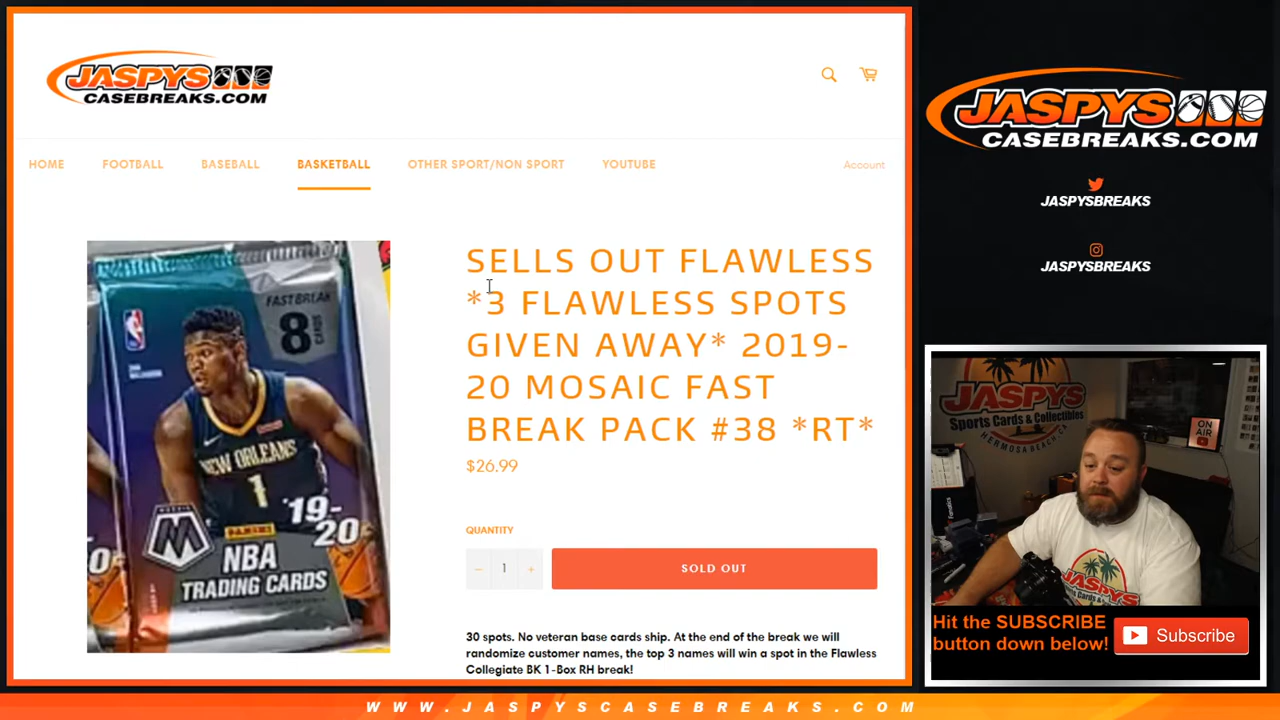 JASPYS
CASEBREAKS.COM
HOME FOOTBALL BASEBALL BASKETBALL OTHER SPORT/NON SPORT YOUTUBE Account
FAST BREAK
8
CARDS
NEW ORLEANS
1
19-
20
M
MOSAIC
PANINI
NBA
TRADING CARDS
SELLS OUT FLAWLESS
*3 FLAWLESS SPOTS
GIVEN AWAY* 2019-
20 MOSAIC FAST
BREAK PACK #38 *RT*
$26.99
QUANTITY
− 1 +
SOLD OUT
30 spots. No veteran base cards ship. At the end of the break we will
randomize customer names, the top 3 names will win a spot in the Flawless
Collegiate BK 1-Box RH break!
JASPYS
CASEBREAKS.COM
JASPYSBREAKS
JASPYSBREAKS
JASPYS
Sports Cards & Collectibles
HERMOSA BEACH, CA
ON
AIR
JASPYS
Hit the SUBSCRIBE
button down below!
Subscribe
WWW.JASPYSCASEBREAKS.COM